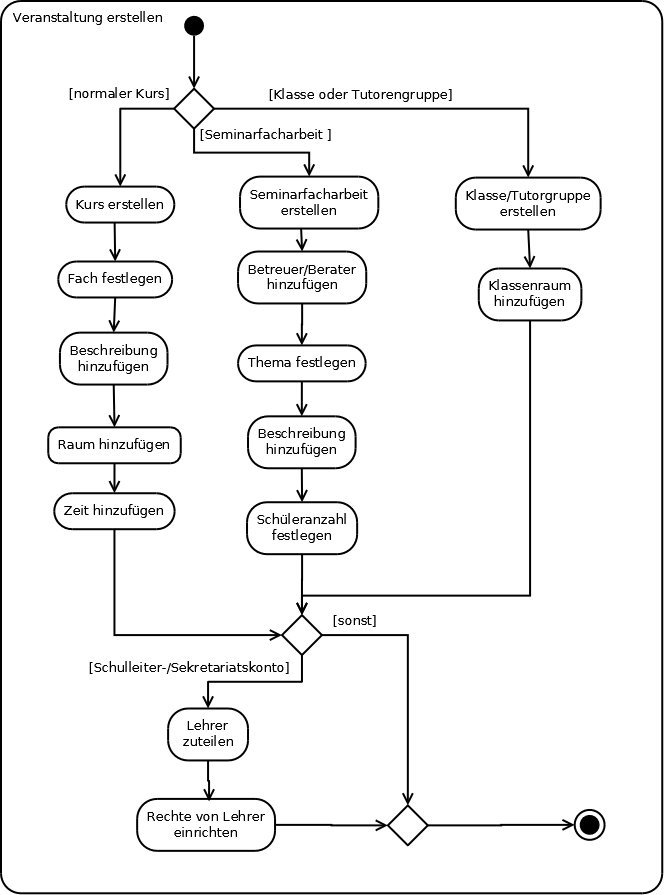 Veranstaltung erstellen
[normaler Kurs]
[Klasse oder Tutorengruppe]
[Seminarfacharbeit ]
Kurs erstellen
Fach festlegen
Beschreibung
hinzufügen
Raum hinzufügen
Zeit hinzufügen
Seminarfacharbeit
erstellen
Betreuer/Berater
hinzufügen
Thema festlegen
Beschreibung
hinzufügen
Schüleranzahl
festlegen
Klasse/Tutorgruppe
erstellen
Klassenraum
hinzufügen
[sonst]
[Schulleiter-/Sekretariatskonto]
Lehrer
zuteilen
Rechte von Lehrer
einrichten